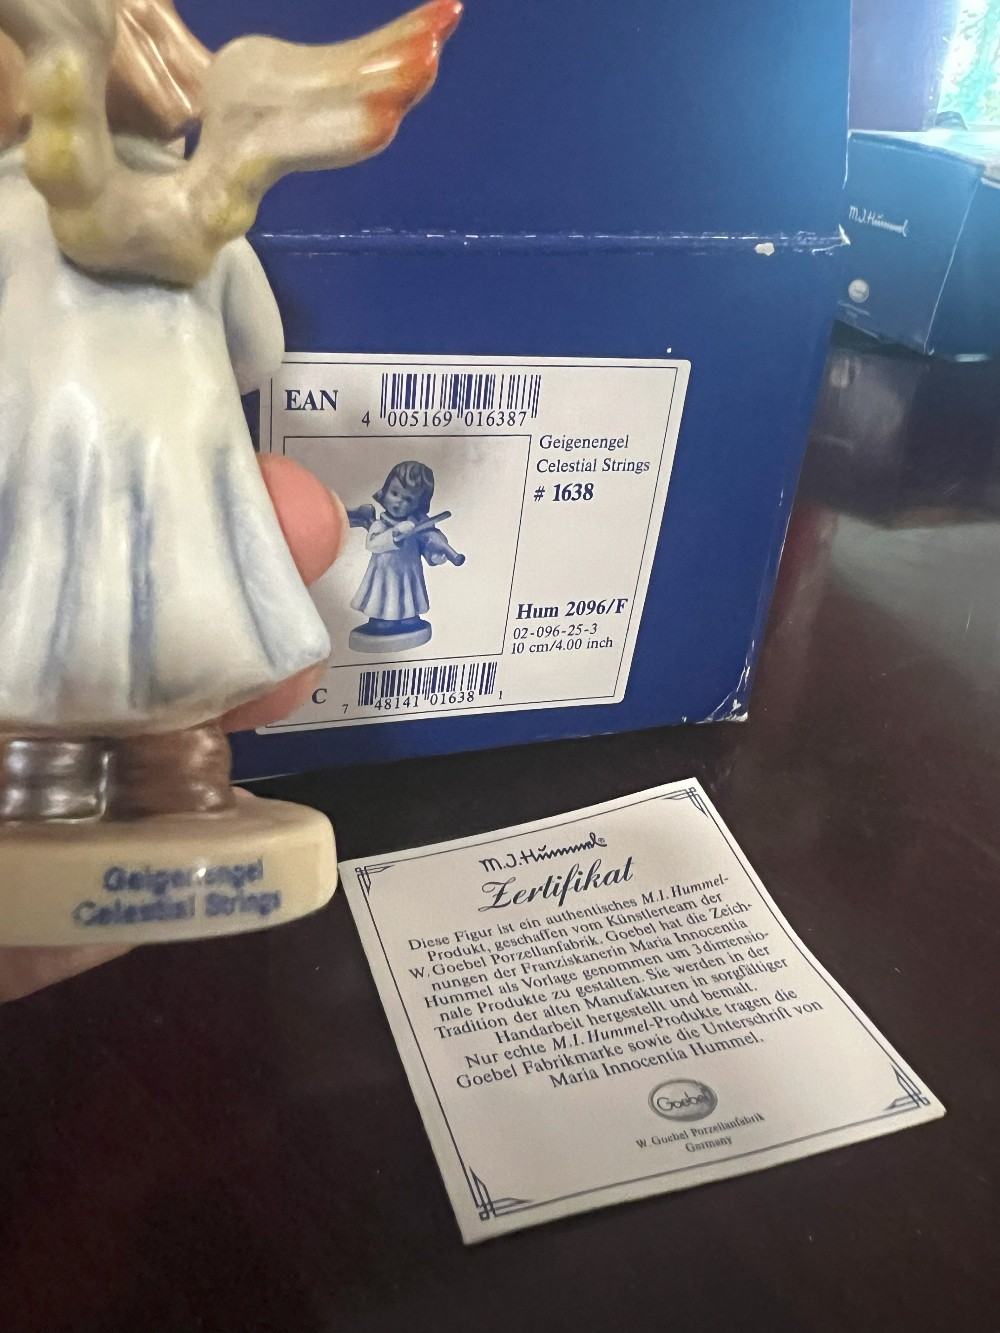 M.J.Hümmel
EAN
4 005169 016387
Geigenengel
Celestial Strings
# 1638
Hum 2096/F
02-096-25-3
10 cm/4.00 inch
C
7 48141 01638 1
Geigenengel
Celestial Strings
M.J.Hümmel®
Zertifikat
Diese Figur ist ein authentisches M.I. Hummel-
Produkt, geschaffen vom Künstlerteam der
W. Goebel Porzellanfabrik. Goebel hat die Zeich-
nungen der Franziskanerin Maria Innocentia
Hummel als Vorlage genommen um 3 dimensio-
nale Produkte zu gestalten. Sie werden in der
Tradition der alten Manufakturen in sorgfältiger
Handarbeit hergestellt und bemalt.
Nur echte M.I. Hummel-Produkte tragen die
Goebel Fabrikmarke sowie die Unterschrift von
Maria Innocentia Hummel.
Goebel
W. Goebel Porzellanfabrik
Germany